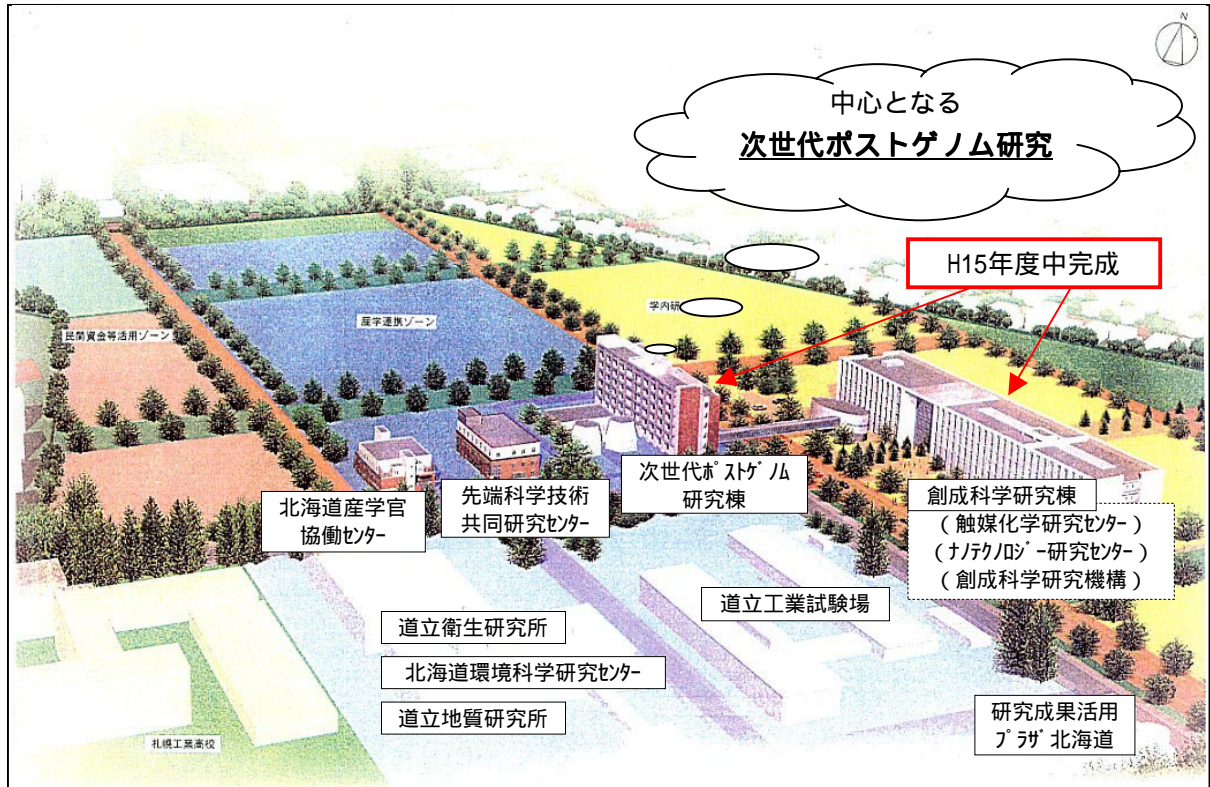 N
中心となる
次世代ポストゲノム研究
H15年度中完成
学内研
産学連携ゾーン
民間資金等活用ゾーン
北海道産学官
協働ｾﾝﾀｰ
先端科学技術
共同研究ｾﾝﾀｰ
次世代ﾎﾟｽﾄｹﾞﾉﾑ
研究棟
創成科学研究棟
（触媒化学研究ｾﾝﾀｰ）
（ﾅﾉﾃｸﾉﾛｼﾞｰ研究ｾﾝﾀｰ）
（創成科学研究機構）
道立工業試験場
道立衛生研究所
北海道環境科学研究ｾﾝﾀｰ
道立地質研究所
研究成果活用
ﾌﾟﾗｻﾞ北海道
札幌工業高校